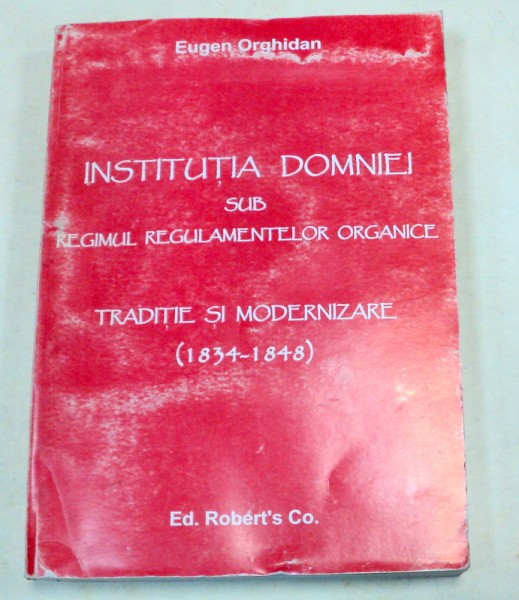 Eugen Orghidan
INSTITUȚIA DOMNIEI
SUB
REGIMUL REGULAMENTELOR ORGANICE
TRADIȚIE ȘI MODERNIZARE
(1834-1848)
Ed. Robert's Co.